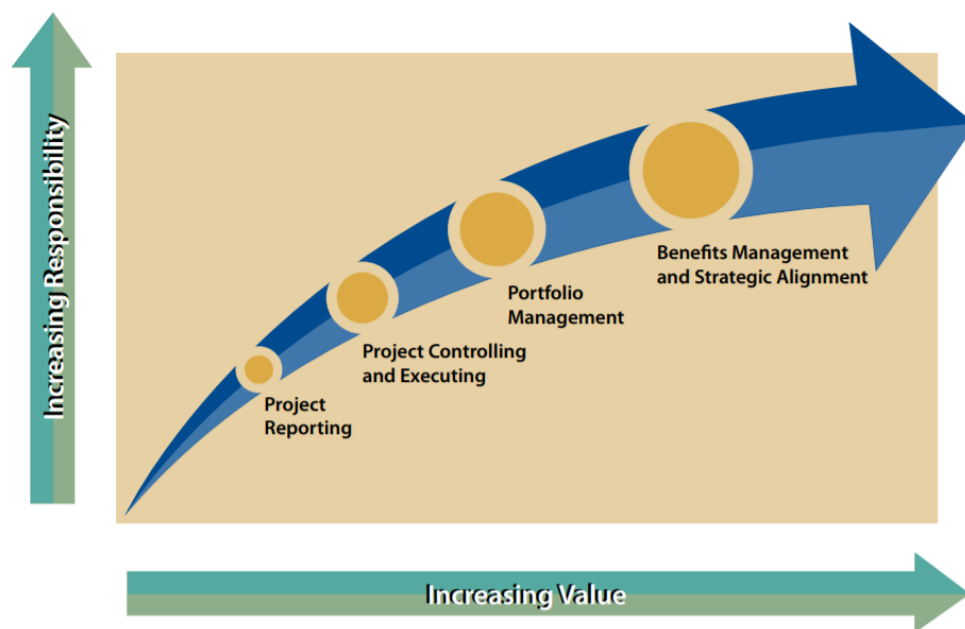 Increasing Responsibility
Benefits Management
and Strategic Alignment
Portfolio
Management
Project Controlling
and Executing
Project
Reporting
Increasing Value